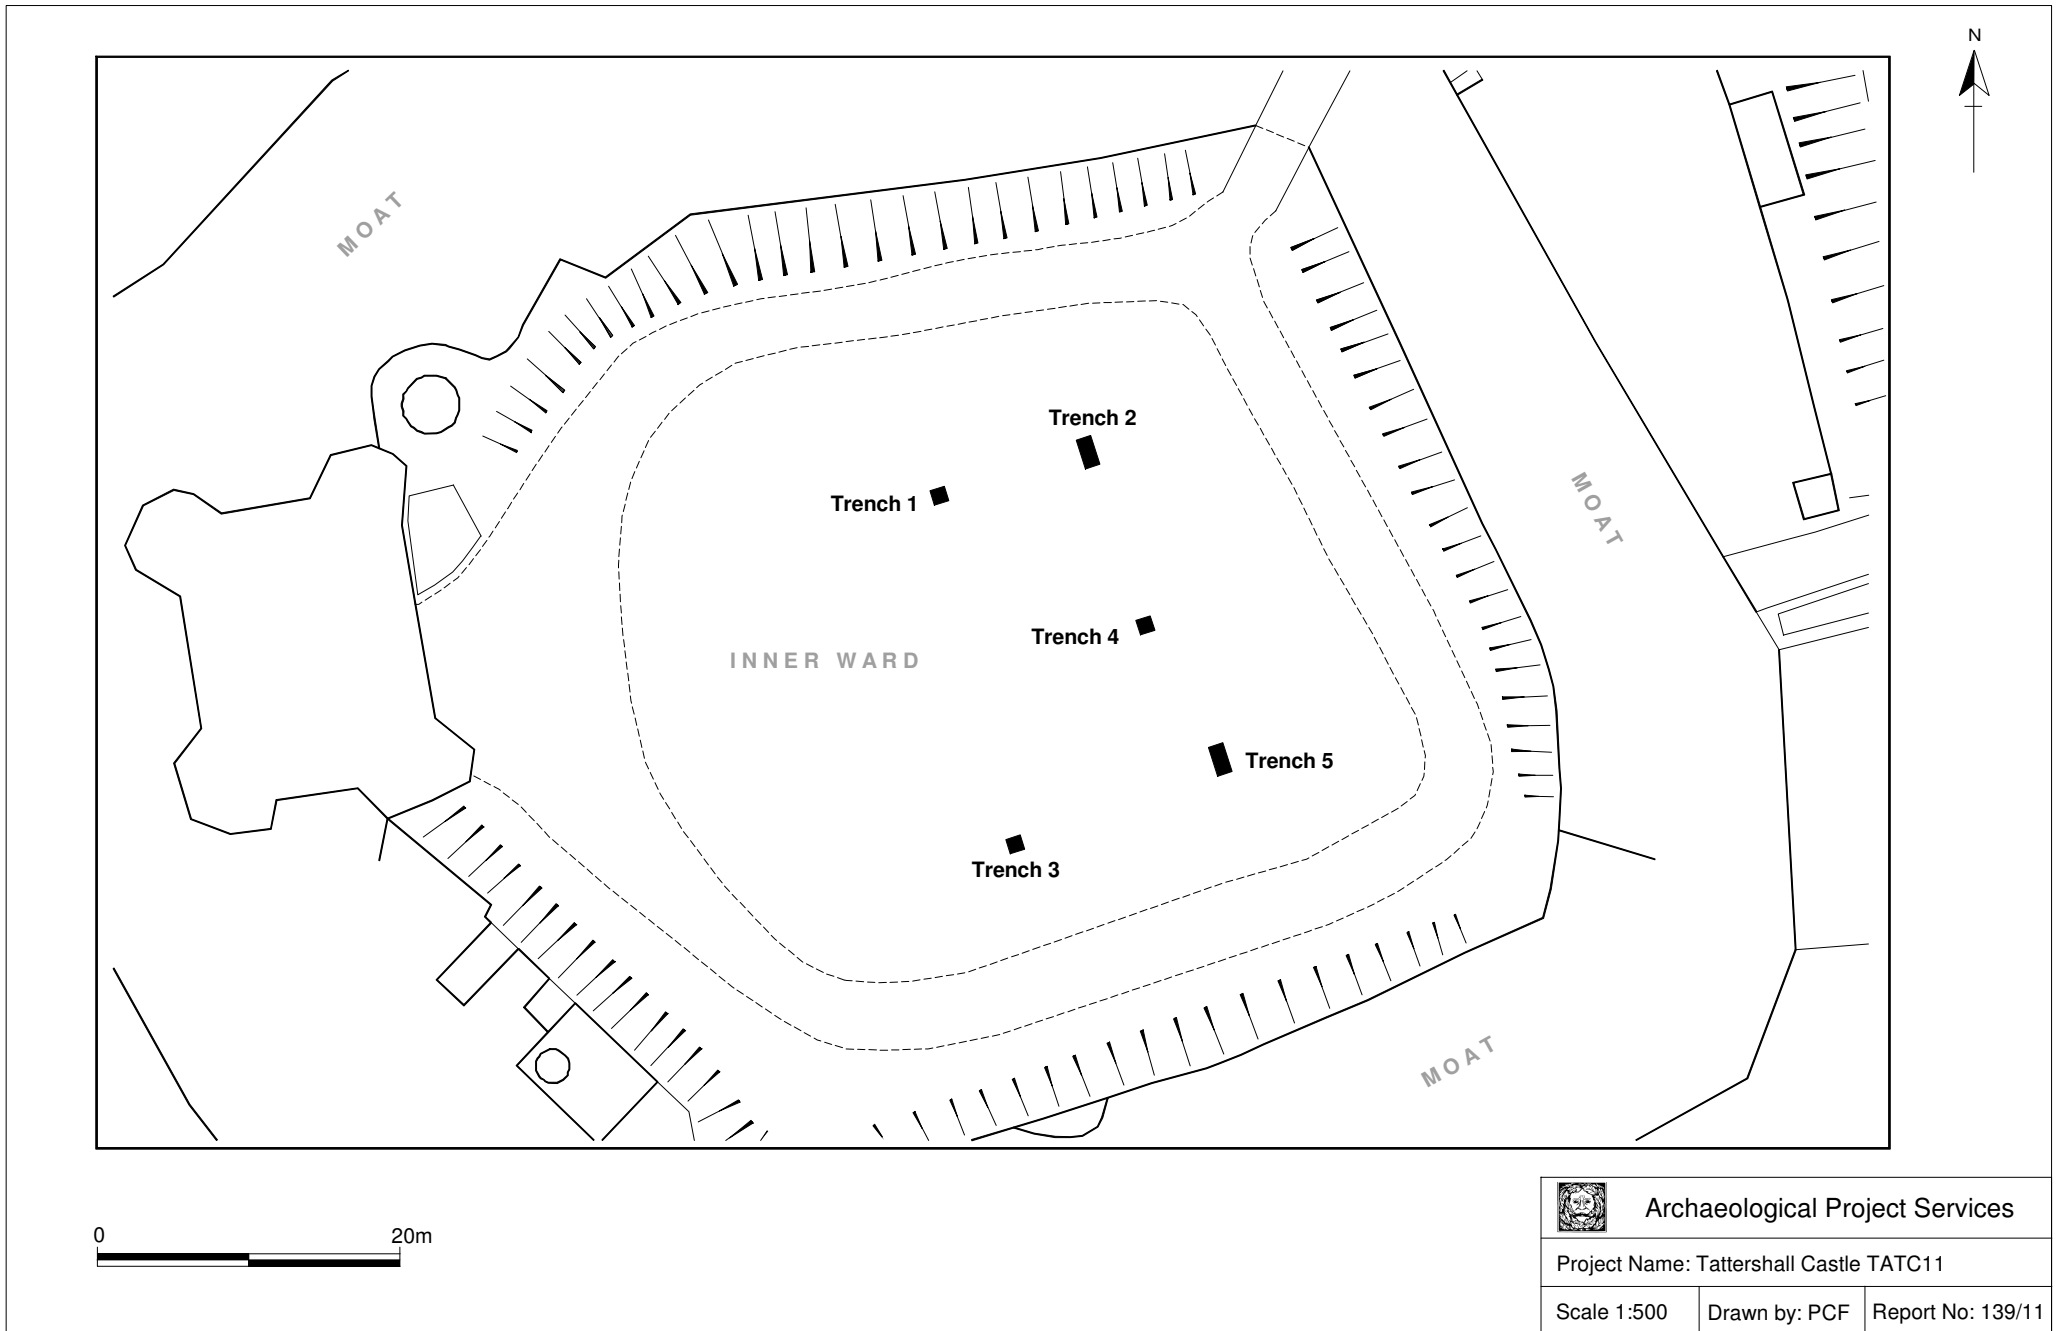 N
MOAT
Trench 2
Trench 1
MOAT
Trench 4
INNER WARD
Trench 5
Trench 3
MOAT
0 20m
Archaeological Project Services
Project Name: Tattershall Castle TATC11
Scale 1:500 Drawn by: PCF Report No: 139/11